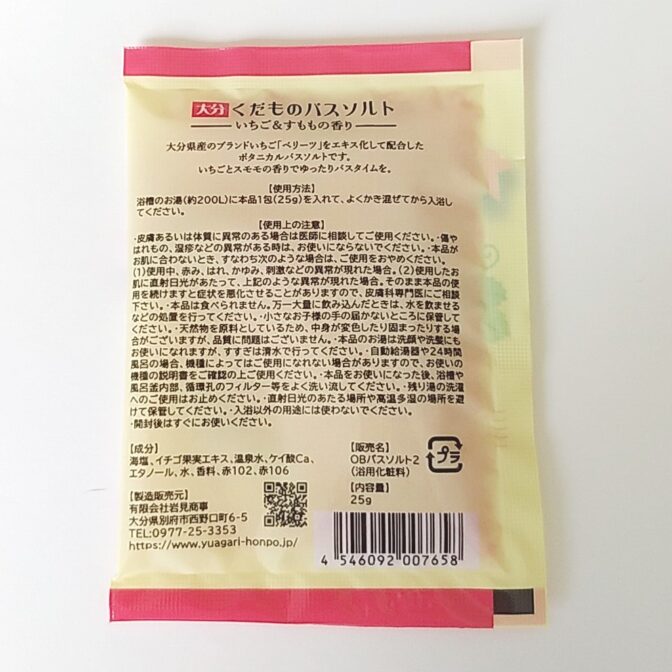 大分 くだものバスソルト
いちご&すももの香り
大分県産のブランドいちご「ベリーツ」をエキス化して配合した
ボタニカルバスソルトです。
いちごとスモモの香りでゆったりバスタイムを。
【使用方法】
浴槽のお湯(約200L)に本品1包(25g)を入れて、よくかき混ぜてから入浴し
てください。
【使用上の注意】
・皮膚あるいは体質に異常のある場合は医師に相談してご使用ください。・傷や
はれもの、湿疹などの異常がある時は、お使いにならないでください。・本品が
お肌に合わないとき、すなわち次のような場合は、ご使用をおやめください。
(1)使用中、赤み、はれ、かゆみ、刺激などの異常が現れた場合。(2)使用したお
肌に直射日光があたって、上記のような異常が現れた場合。そのまま本品の使
用を続けますと症状を悪化させることがありますので、皮膚科専門医にご相談
下さい。・本品は食べられません。万一大量に飲み込んだときは、水を飲ませる
などの処置を行ってください。・小さなお子様の手の届かないところに保管して
ください。・天然物を原料としているため、中身が変色したり固まったりする場
合がございますが、品質に問題はございません。・本品のお湯は洗顔や洗髪にも
お使いになれますが、すすぎは清水で行ってください。・自動給湯器や24時間
風呂の場合、機種によってはご使用になれない場合がありますので、お使いの
機種の説明書をご確認の上ご使用ください。・本品をお使いになった後、浴槽や
風呂釜内部、循環孔のフィルター等をよく洗い流してください。・残り湯の洗濯
へのご使用はお止めください。・直射日光のあたる場所や高温多湿の場所を避
けて保管してください。・入浴以外の用途には使わないでください。
・開封後はすぐにお使いください。
【成分】
海塩、イチゴ果実エキス、温泉水、ケイ酸Ca、
エタノール、水、香料、赤102、赤106
【販売名】
OBバスソルト2
(浴用化粧料)
プラ
【内容量】
25g
【製造販売元】
有限会社岩見商事
大分県別府市西野口町6-5
TEL:0977-25-3353
https://www.yuagari-honpo.jp/
4 546092 007658